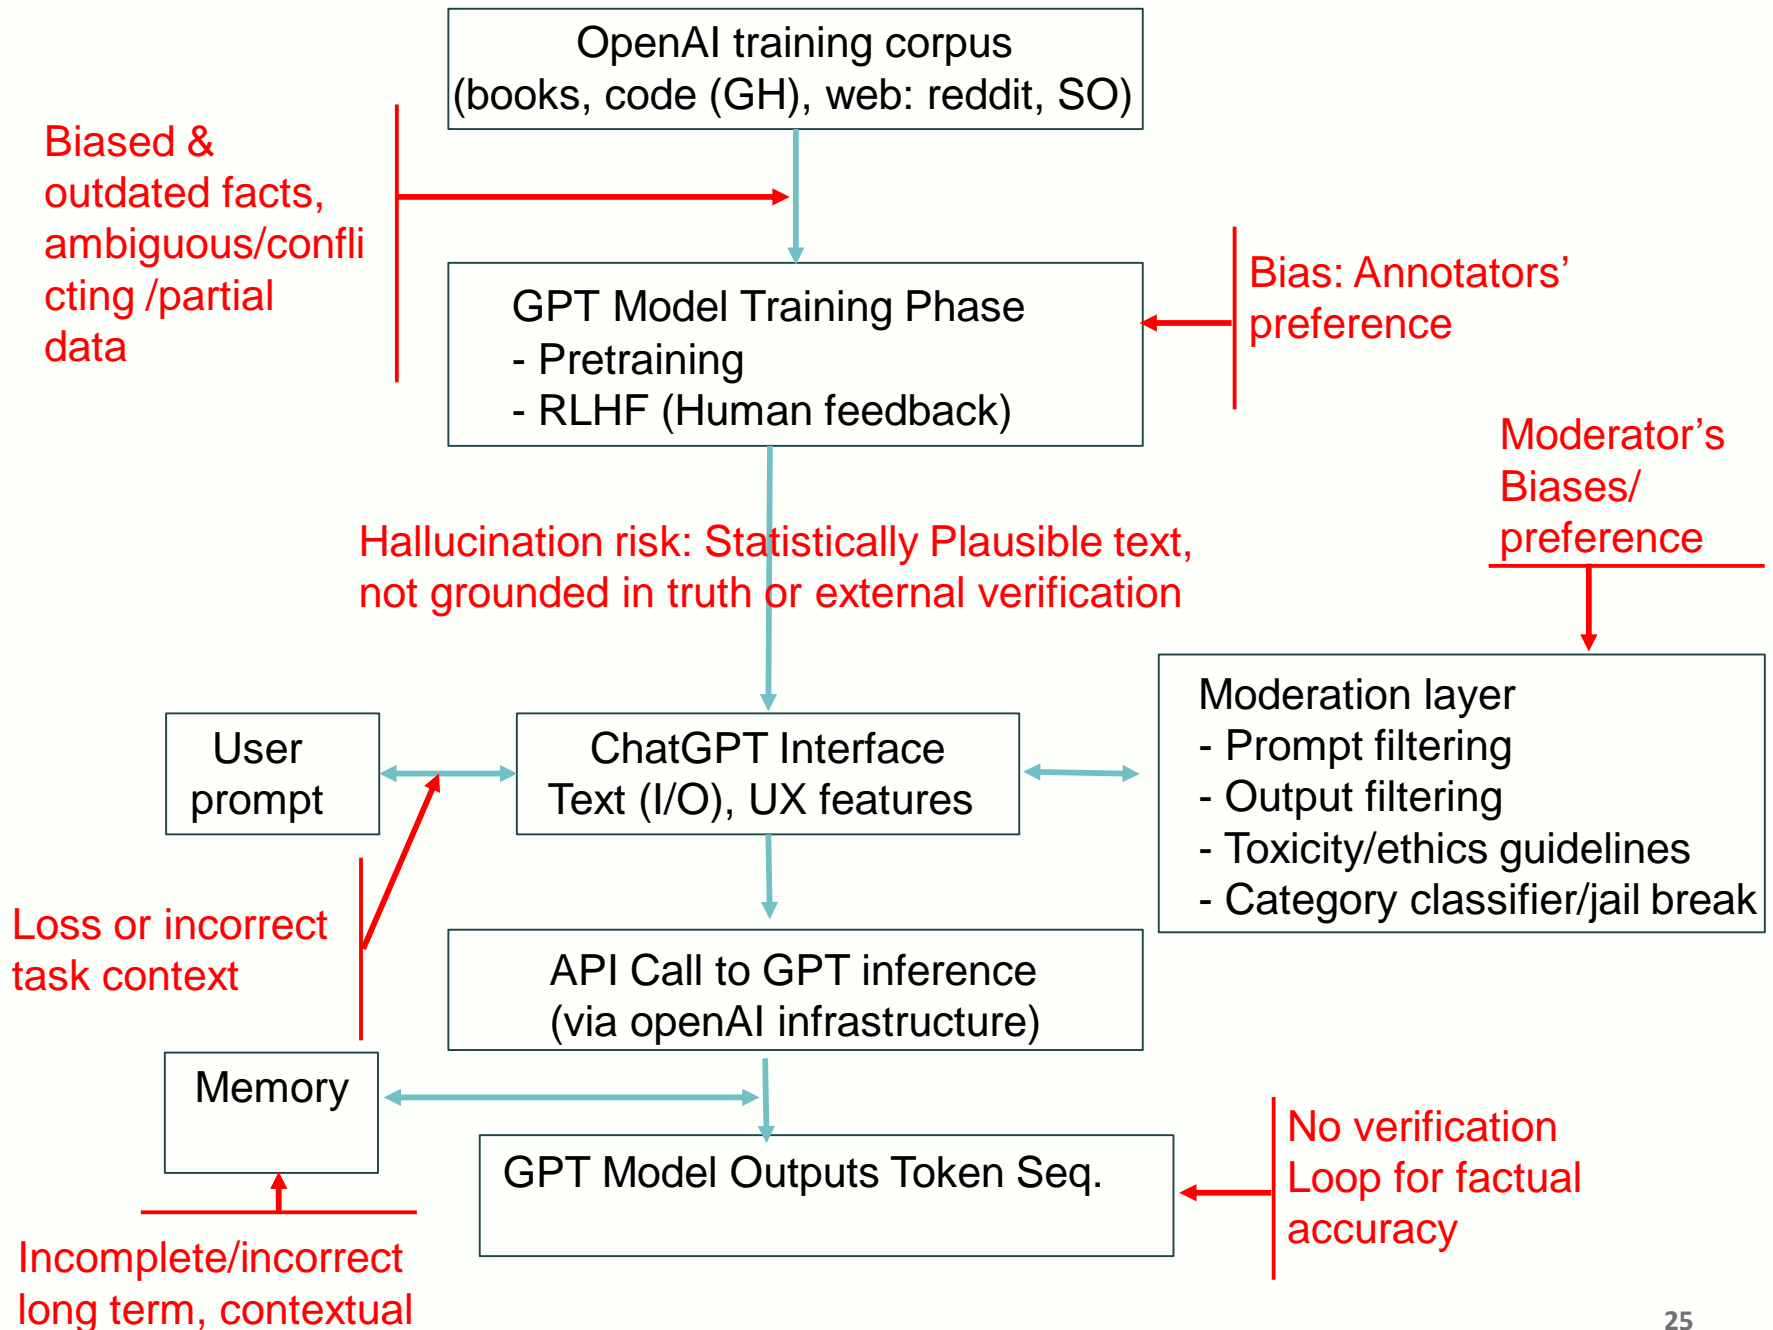 OpenAI training corpus
(books, code (GH), web: reddit, SO)
Biased &
outdated facts,
ambiguous/confli
cting /partial
data
GPT Model Training Phase
- Pretraining
- RLHF (Human feedback)
Bias: Annotators’
preference
Moderator’s
Biases/
preference
Hallucination risk: Statistically Plausible text,
not grounded in truth or external verification
User
prompt
ChatGPT Interface
Text (I/O), UX features
Moderation layer
- Prompt filtering
- Output filtering
- Toxicity/ethics guidelines
- Category classifier/jail break
Loss or incorrect
task context
API Call to GPT inference
(via openAI infrastructure)
Memory
GPT Model Outputs Token Seq.
No verification
Loop for factual
accuracy
Incomplete/incorrect
long term, contextual
25